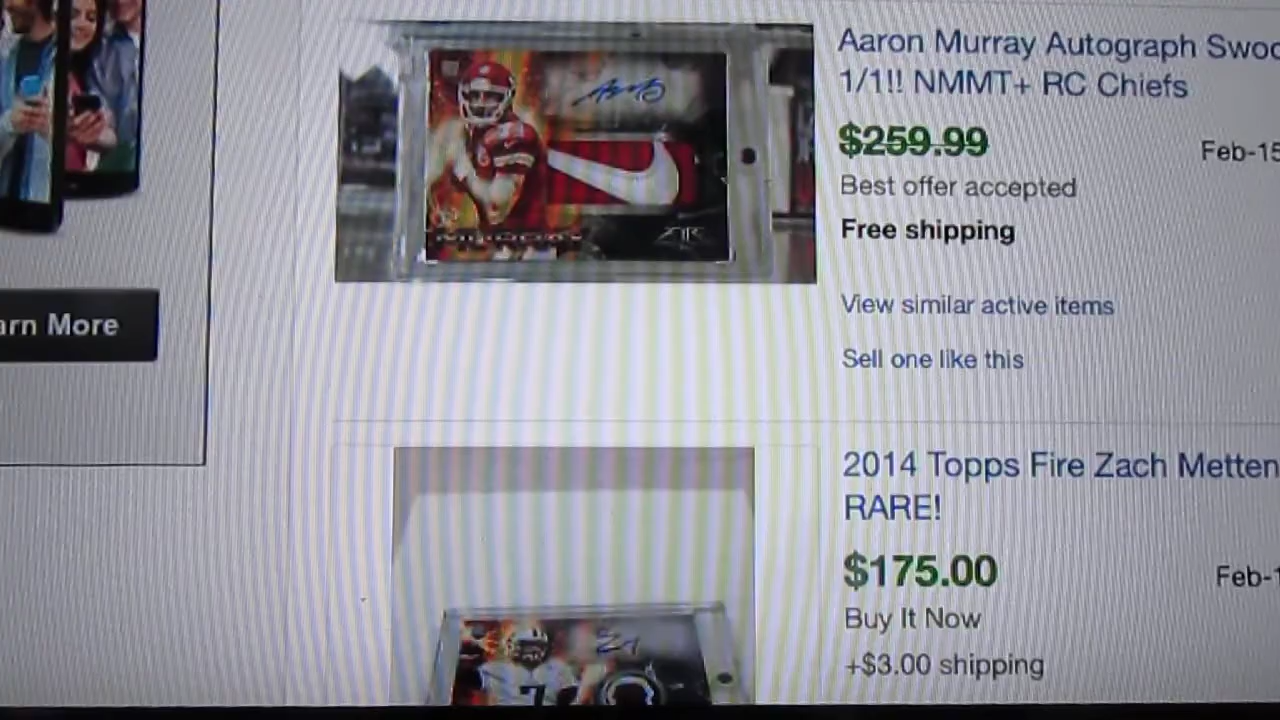 Aaron Murray Autograph Swoo
1/1!! NMMT+ RC Chiefs
$259.99
Feb-15
Best offer accepted
Free shipping
View similar active items
Sell one like this
arn More
2014 Topps Fire Zach Metten
RARE!
$175.00
Feb-1
Buy It Now
+$3.00 shipping
7